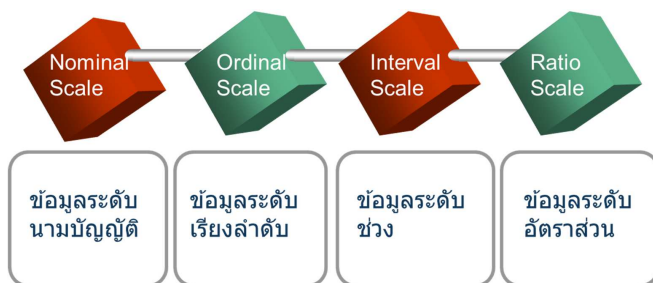 Nominal
Scale
Ordinal
Scale
Interval
Scale
Ratio
Scale
ข้อมูลระดับ
นามบัญญัติ
ข้อมูลระดับ
เรียงลำดับ
ข้อมูลระดับ
ช่วง
ข้อมูลระดับ
อัตราส่วน